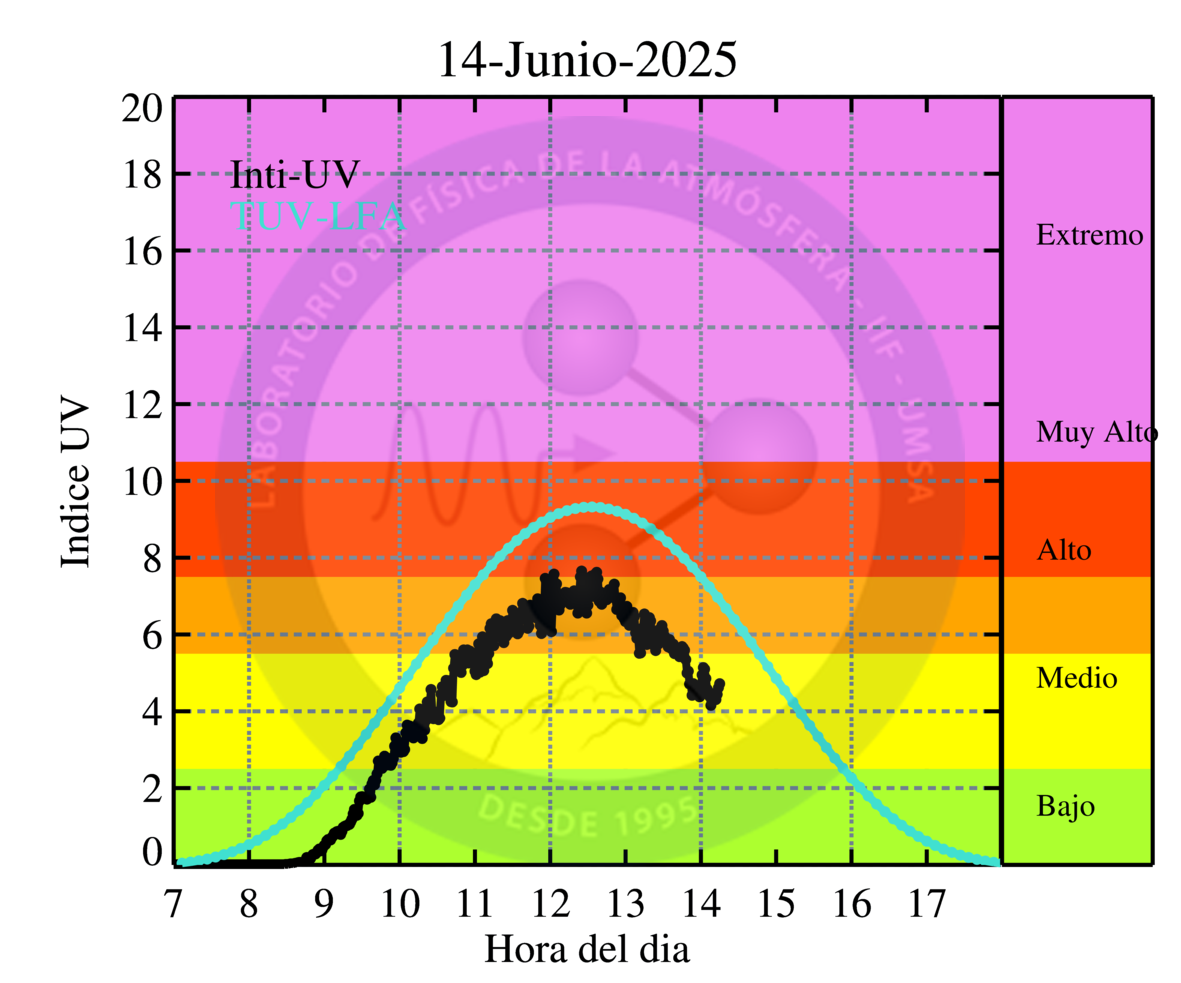 14-Junio-2025
20
18
16
14
12
10
8
6
4
2
0
Indice UV
Inti-UV
TUV-LFA
LABORATORIO DE FÍSICA DE LA ATMÓSFERA - IIF - UMSA
DESDE 1995
Extremo
Muy Alto
Alto
Medio
Bajo
7 8 9 10 11 12 13 14 15 16 17
Hora del dia